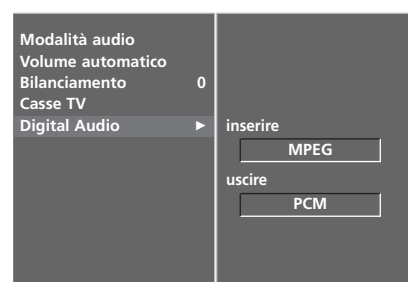 Modalità audio
Volume automatico
Bilanciamento 0
Casse TV
Digital Audio ►
inserire
MPEG
uscire
PCM